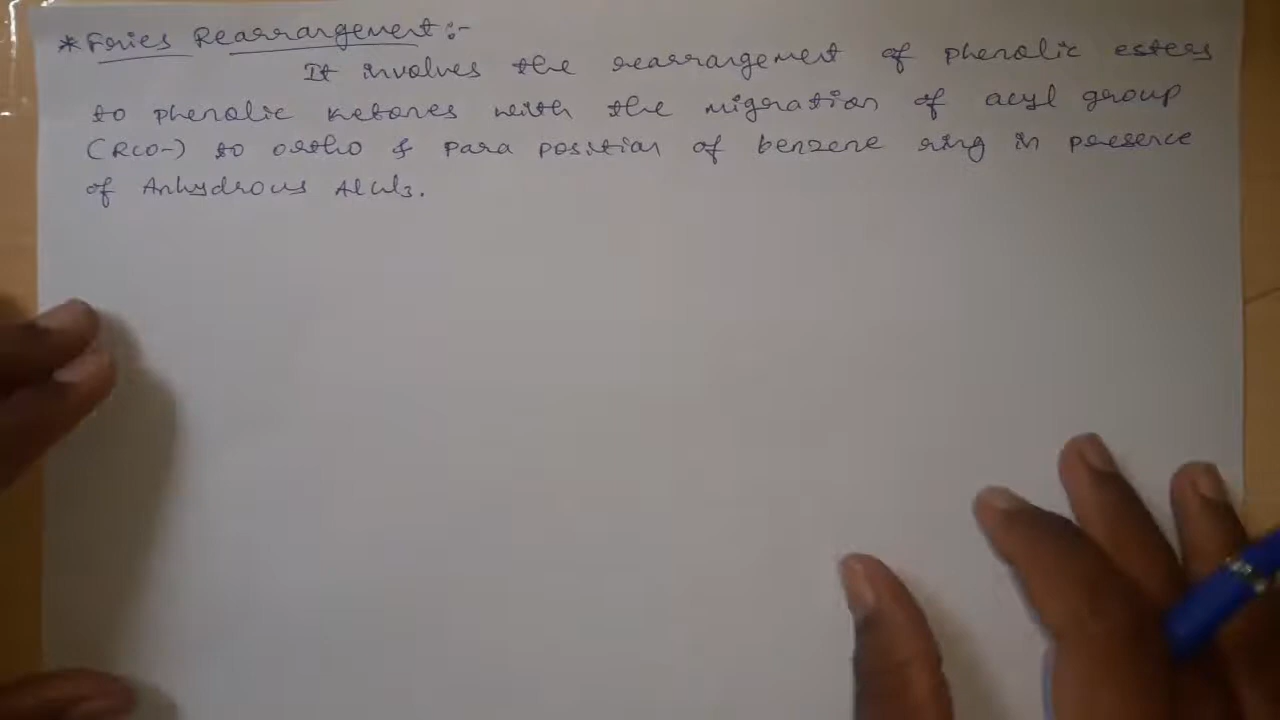 *Fries Rearrangement:-
It involves the rearrangement of phenolic esters
to phenolic ketones with the migration of acyl group
(RCO-) to ortho & para position of benzene ring in presence
of Anhydrous AlCl3.